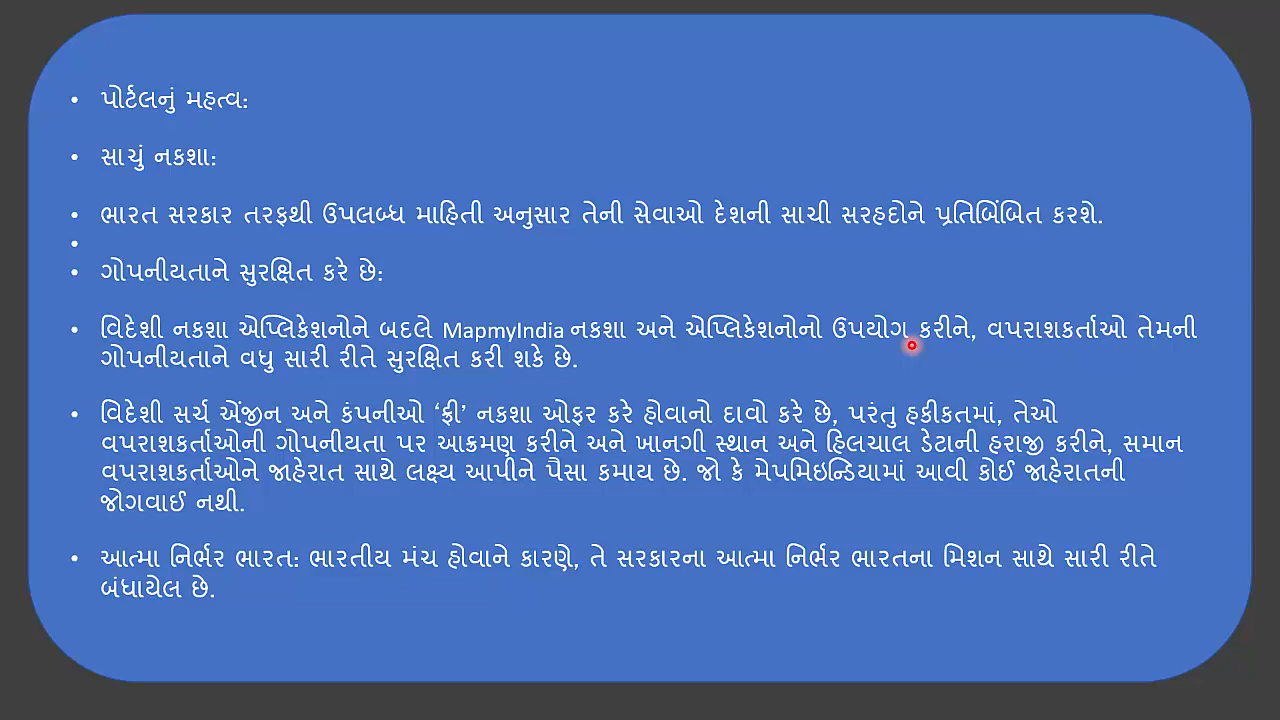 • પોર્ટલનું મહત્વ:
• સાચું નકશા:
• ભારત સરકાર તરફથી ઉપલબ્ધ માહિતી અનુસાર તેની સેવાઓ દેશની સાચી સરહદોને પ્રતિબિંબિત કરશે.
•
• ગોપનીયતાને સુરક્ષિત કરે છે:
• વિદેશી નકશા એપ્લિકેશનોને બદલે MapmyIndia નકશા અને એપ્લિકેશનોનો ઉપયોગ કરીને, વપરાશકર્તાઓ તેમની
ગોપનીયતાને વધુ સારી રીતે સુરક્ષિત કરી શકે છે.
• વિદેશી સર્ચ એંજીન અને કંપનીઓ ‘ફ્રી’ નકશા ઓફર કરે હોવાનો દાવો કરે છે, પરંતુ હકીકતમાં, તેઓ
વપરાશકર્તાઓની ગોપનીયતા પર આક્રમણ કરીને અને ખાનગી સ્થાન અને હિલચાલ ડેટાની હરાજી કરીને, સમાન
વપરાશકર્તાઓને જાહેરાત સાથે લક્ષ્ય આપીને પૈસા કમાય છે. જો કે મેપમિઇન્ડિયામાં આવી કોઈ જાહેરાતની
જોગવાઈ નથી.
• આત્મા નિર્ભર ભારત: ભારતીય મંચ હોવાને કારણે, તે સરકારના આત્મા નિર્ભર ભારતના મિશન સાથે સારી રીતે
બંધાયેલ છે.